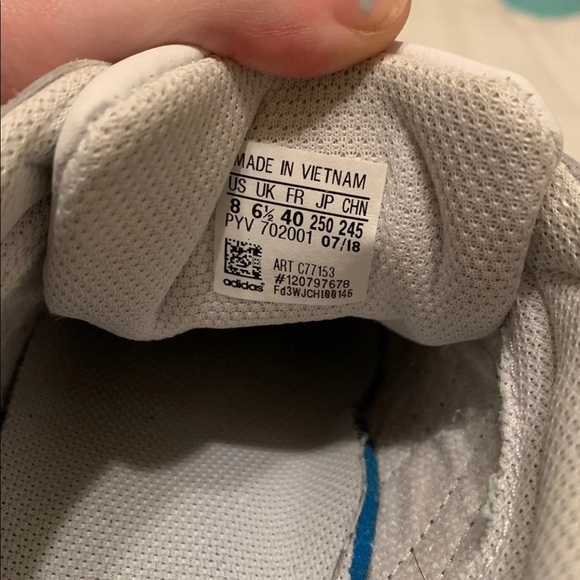 MADE IN VIETNAM
US UK FR JP CHN
8 6½ 40 250 245
PYV 702001 07/18
ART C77153
#120797678
Fd3WJCH100146
adidas